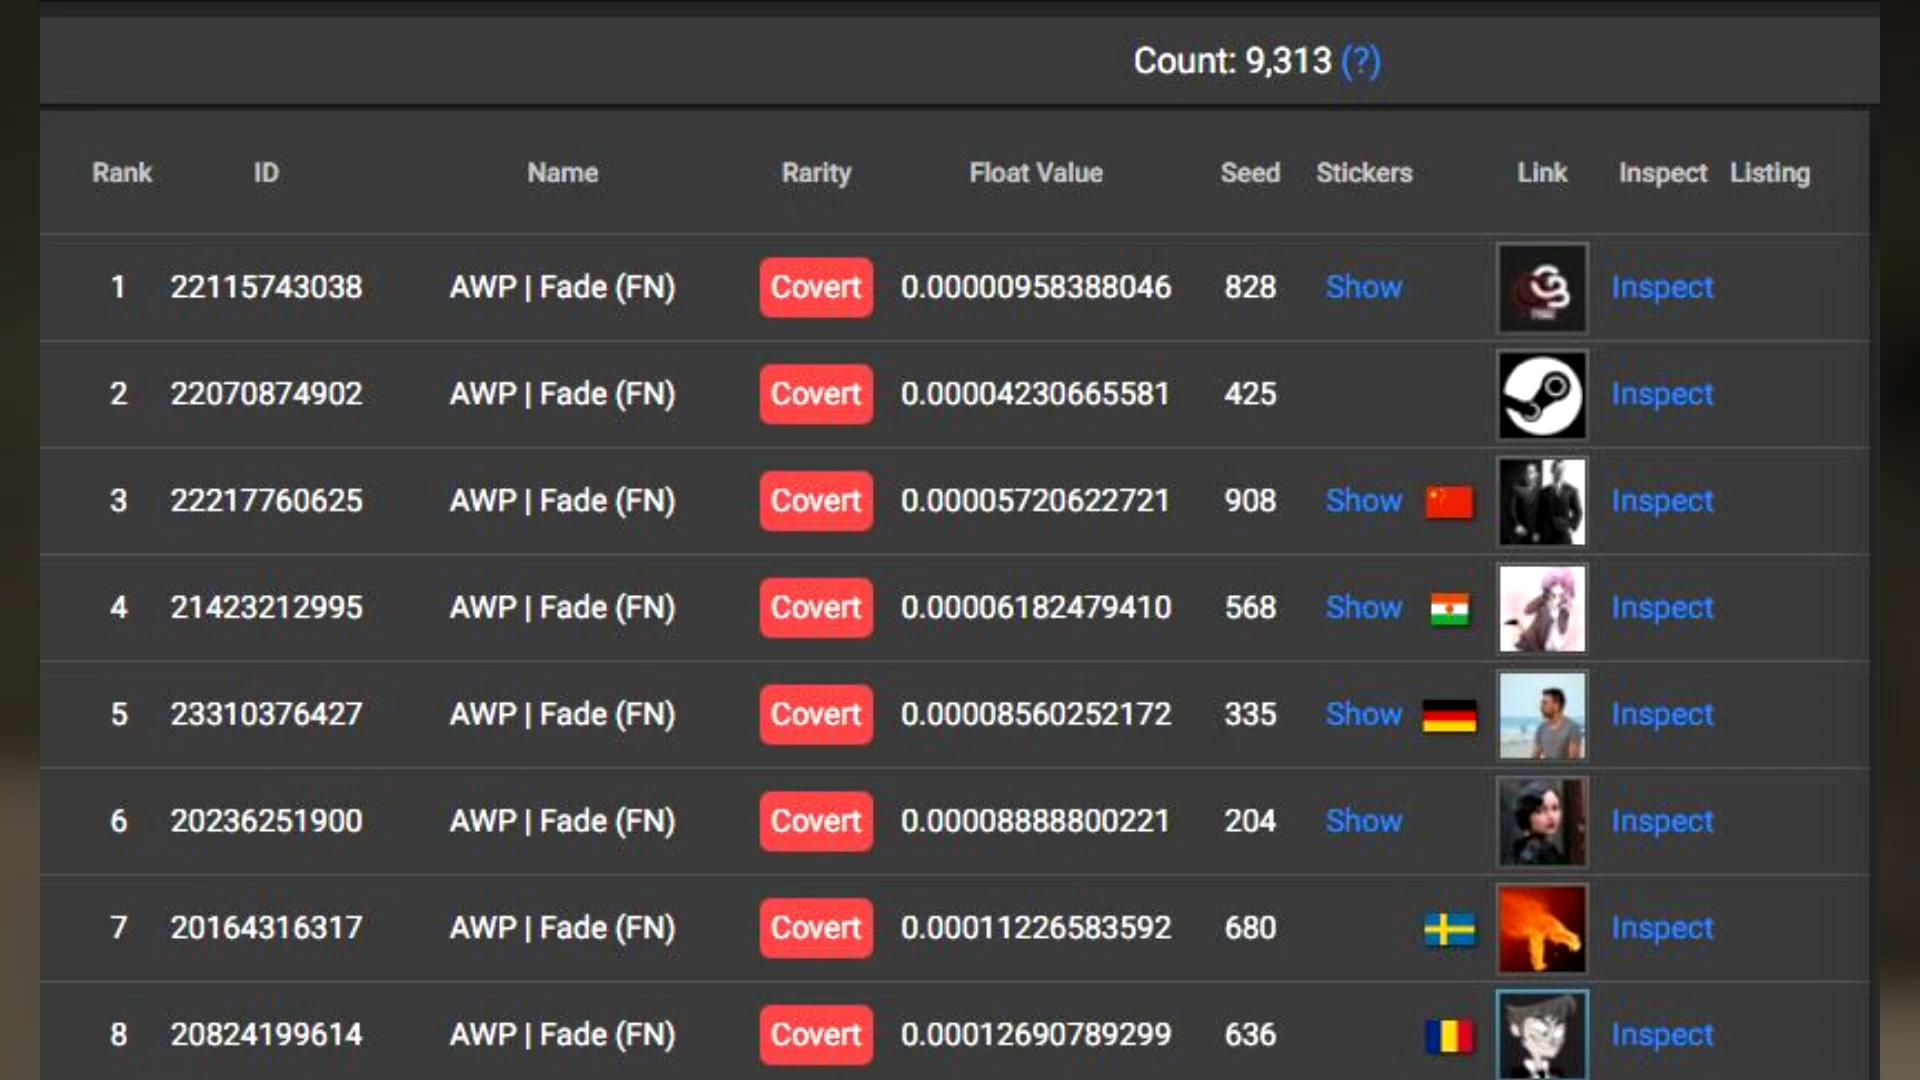 Count: 9,313 (?)
Rank ID Name Rarity Float Value Seed Stickers Link Inspect Listing
1 22115743038 AWP | Fade (FN) Covert 0.00000958388046 828 Show Inspect
2 22070874902 AWP | Fade (FN) Covert 0.00004230665581 425 Inspect
3 22217760625 AWP | Fade (FN) Covert 0.00005720622721 908 Show Inspect
4 21423212995 AWP | Fade (FN) Covert 0.00006182479410 568 Show Inspect
5 23310376427 AWP | Fade (FN) Covert 0.00008560252172 335 Show Inspect
6 20236251900 AWP | Fade (FN) Covert 0.00008888800221 204 Show Inspect
7 20164316317 AWP | Fade (FN) Covert 0.00011226583592 680 Inspect
8 20824199614 AWP | Fade (FN) Covert 0.00012690789299 636 Inspect